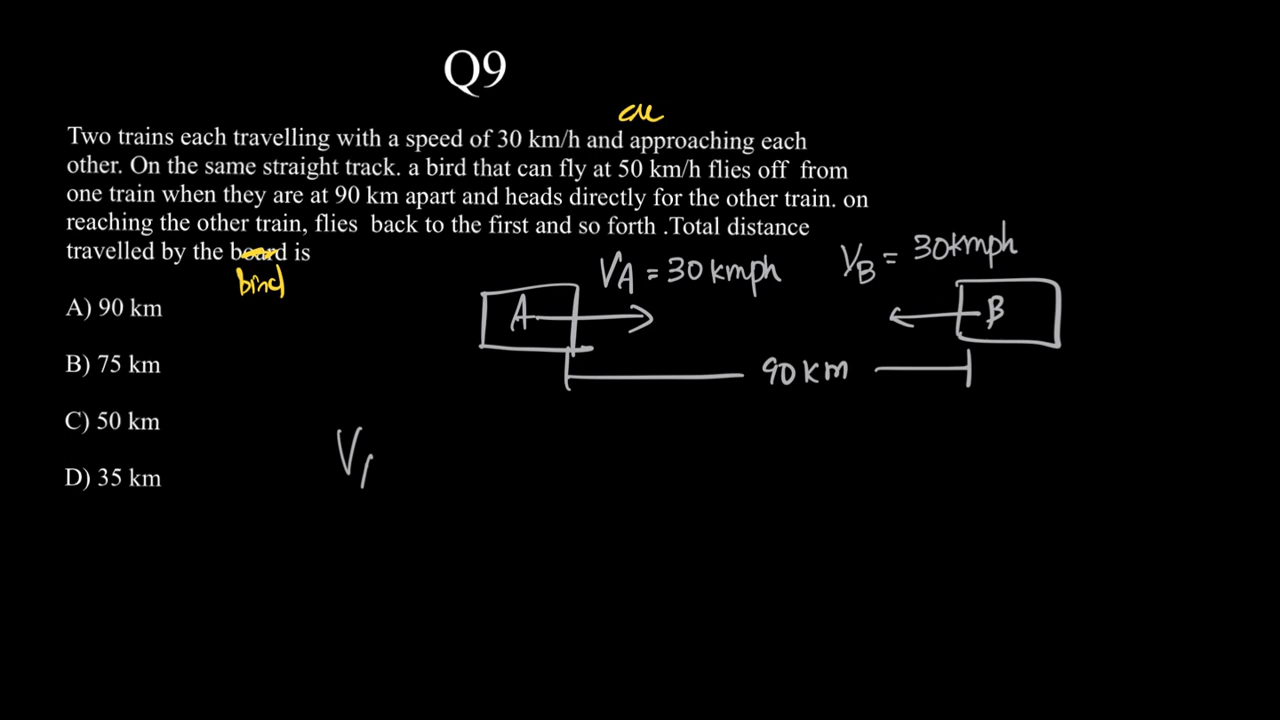 Q9
are
Two trains each travelling with a speed of 30 km/h and approaching each
other. On the same straight track. a bird that can fly at 50 km/h flies off from
one train when they are at 90 km apart and heads directly for the other train. on
reaching the other train, flies back to the first and so forth .Total distance
travelled by the board is
bird
VA = 30 kmph
VB = 30kmph
A
B
90 KM
A) 90 km
B) 75 km
C) 50 km
D) 35 km
V